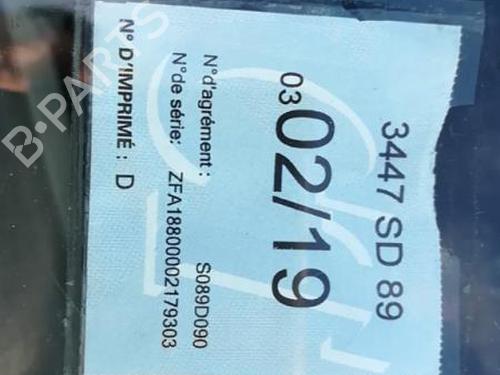 3447 SD 89
03 02/19
N° d'agrément : S089D090
N°de série: ZFA18800002179303
N° D'IMPRIMÉ : D
B-PARTS